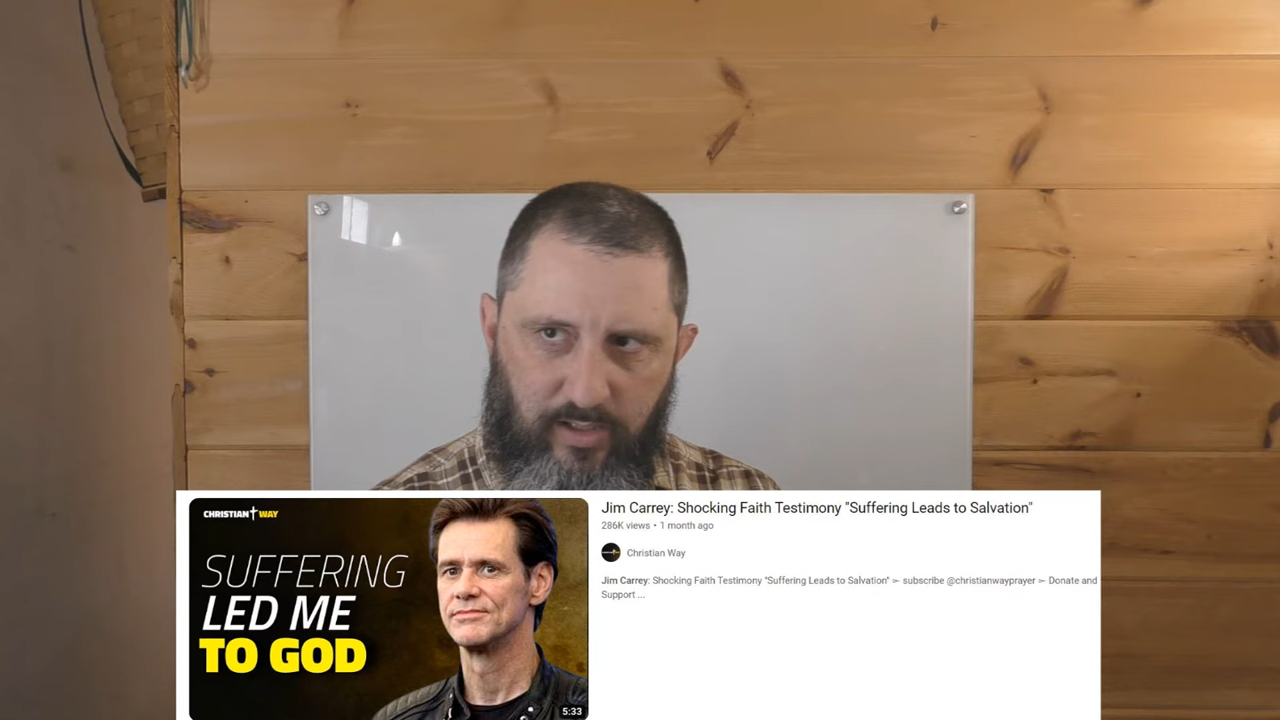 CHRISTIAN WAY
SUFFERING
LED ME
TO GOD
5:33
Jim Carrey: Shocking Faith Testimony "Suffering Leads to Salvation"
286K views • 1 month ago
Christian Way
Jim Carrey: Shocking Faith Testimony "Suffering Leads to Salvation" ➣ subscribe @christianwayprayer ➣ Donate and
Support ...